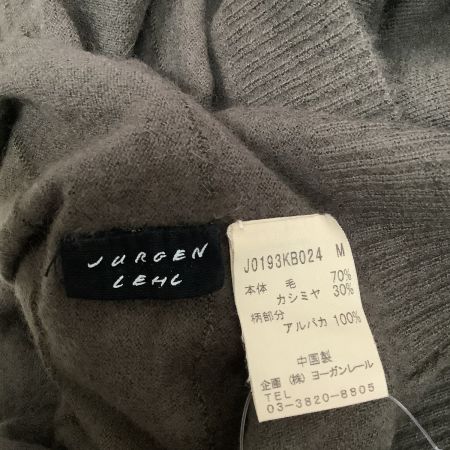 JURGEN
LEHL
J0193KB024 M
本体 毛 70%
カシミヤ 30%
柄部分
アルパカ 100%
中国製
企画 (株) ヨーガンレール
TEL
03-3820-8805